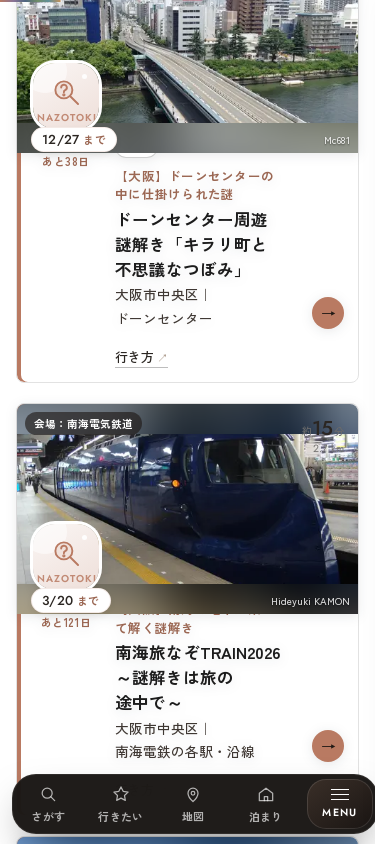 NAZOTOKI
12/27 まで
Mc681
あと38日
【大阪】ドーンセンターの
中に仕掛けられた謎
ドーンセンター周遊
謎解き「キラリ町と
不思議なつぼみ」
大阪市中央区｜
ドーンセンター
→
行き方 ↗
会場：南海電気鉄道
約15
NAZOTOKI
3/20 まで
Hideyuki KAMON
あと121日
て解く謎解き
南海旅なぞTRAIN2026
～謎解きは旅の
途中で～
大阪市中央区｜
南海電鉄の各駅・沿線
→
さがす
行きたい
地図
泊まり
MENU